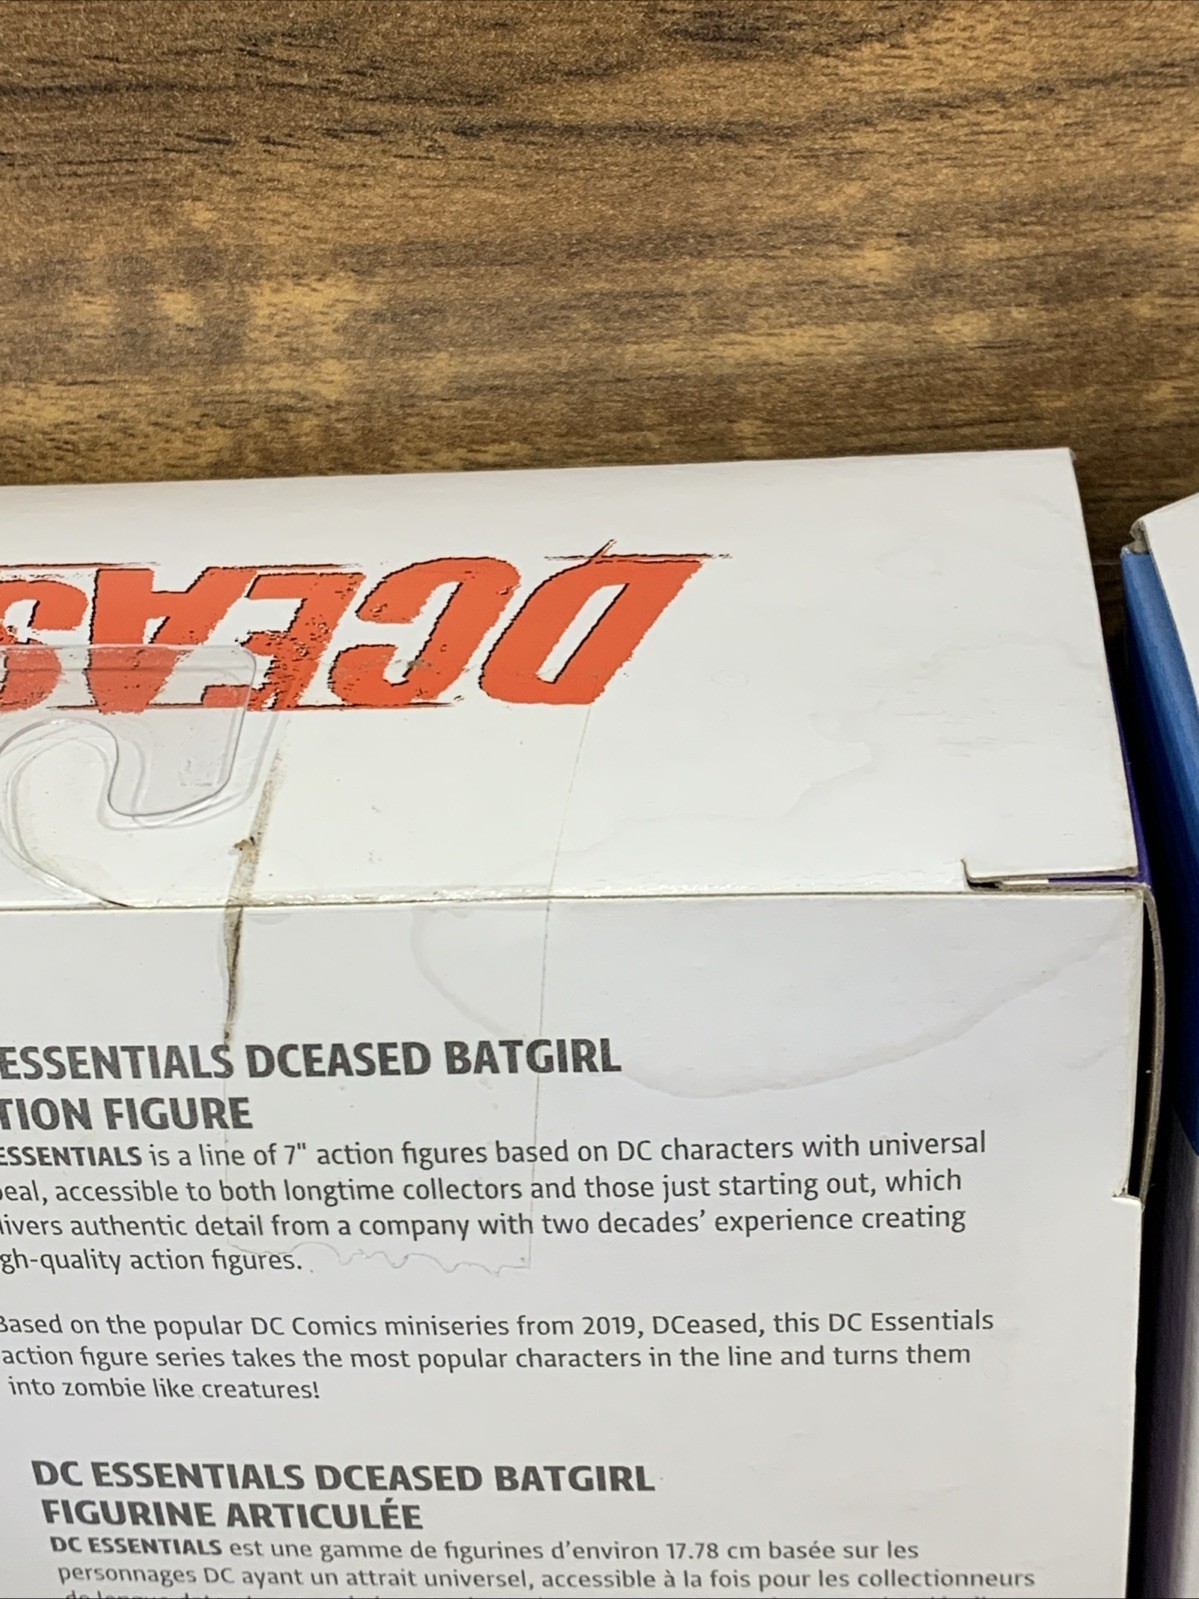 DCEAS
ESSENTIALS DCEASED BATGIRL
TION FIGURE
ESSENTIALS is a line of 7" action figures based on DC characters with universal
eal, accessible to both longtime collectors and those just starting out, which
livers authentic detail from a company with two decades’ experience creating
gh-quality action figures.
Based on the popular DC Comics miniseries from 2019, DCeased, this DC Essentials
action figure series takes the most popular characters in the line and turns them
into zombie like creatures!
DC ESSENTIALS DCEASED BATGIRL
FIGURINE ARTICULÉE
DC ESSENTIALS est une gamme de figurines d’environ 17.78 cm basée sur les
personnages DC ayant un attrait universel, accessible à la fois pour les collectionneurs